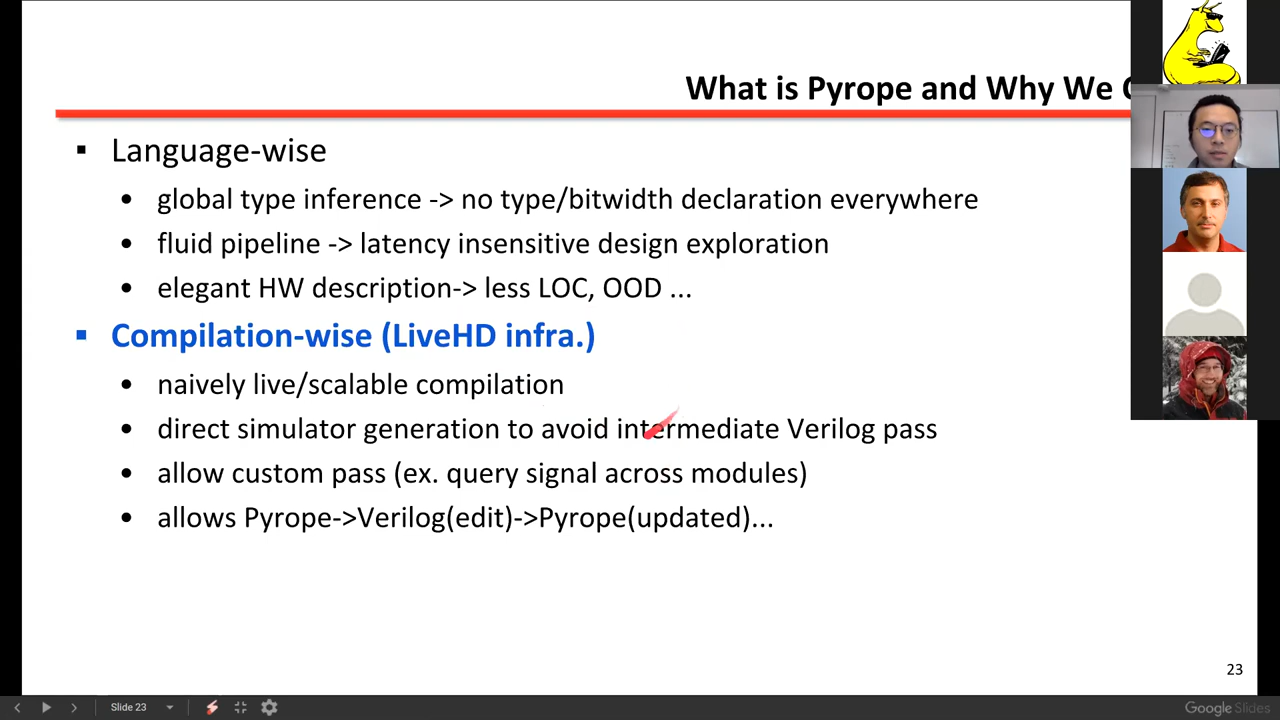 What is Pyrope and Why We
▪ Language-wise
• global type inference -> no type/bitwidth declaration everywhere
• fluid pipeline -> latency insensitive design exploration
• elegant HW description-> less LOC, OOD ...
▪ Compilation-wise (LiveHD infra.)
• naively live/scalable compilation
• direct simulator generation to avoid intermediate Verilog pass
• allow custom pass (ex. query signal across modules)
• allows Pyrope->Verilog(edit)->Pyrope(updated)...
23
Slide 23
Google Slides